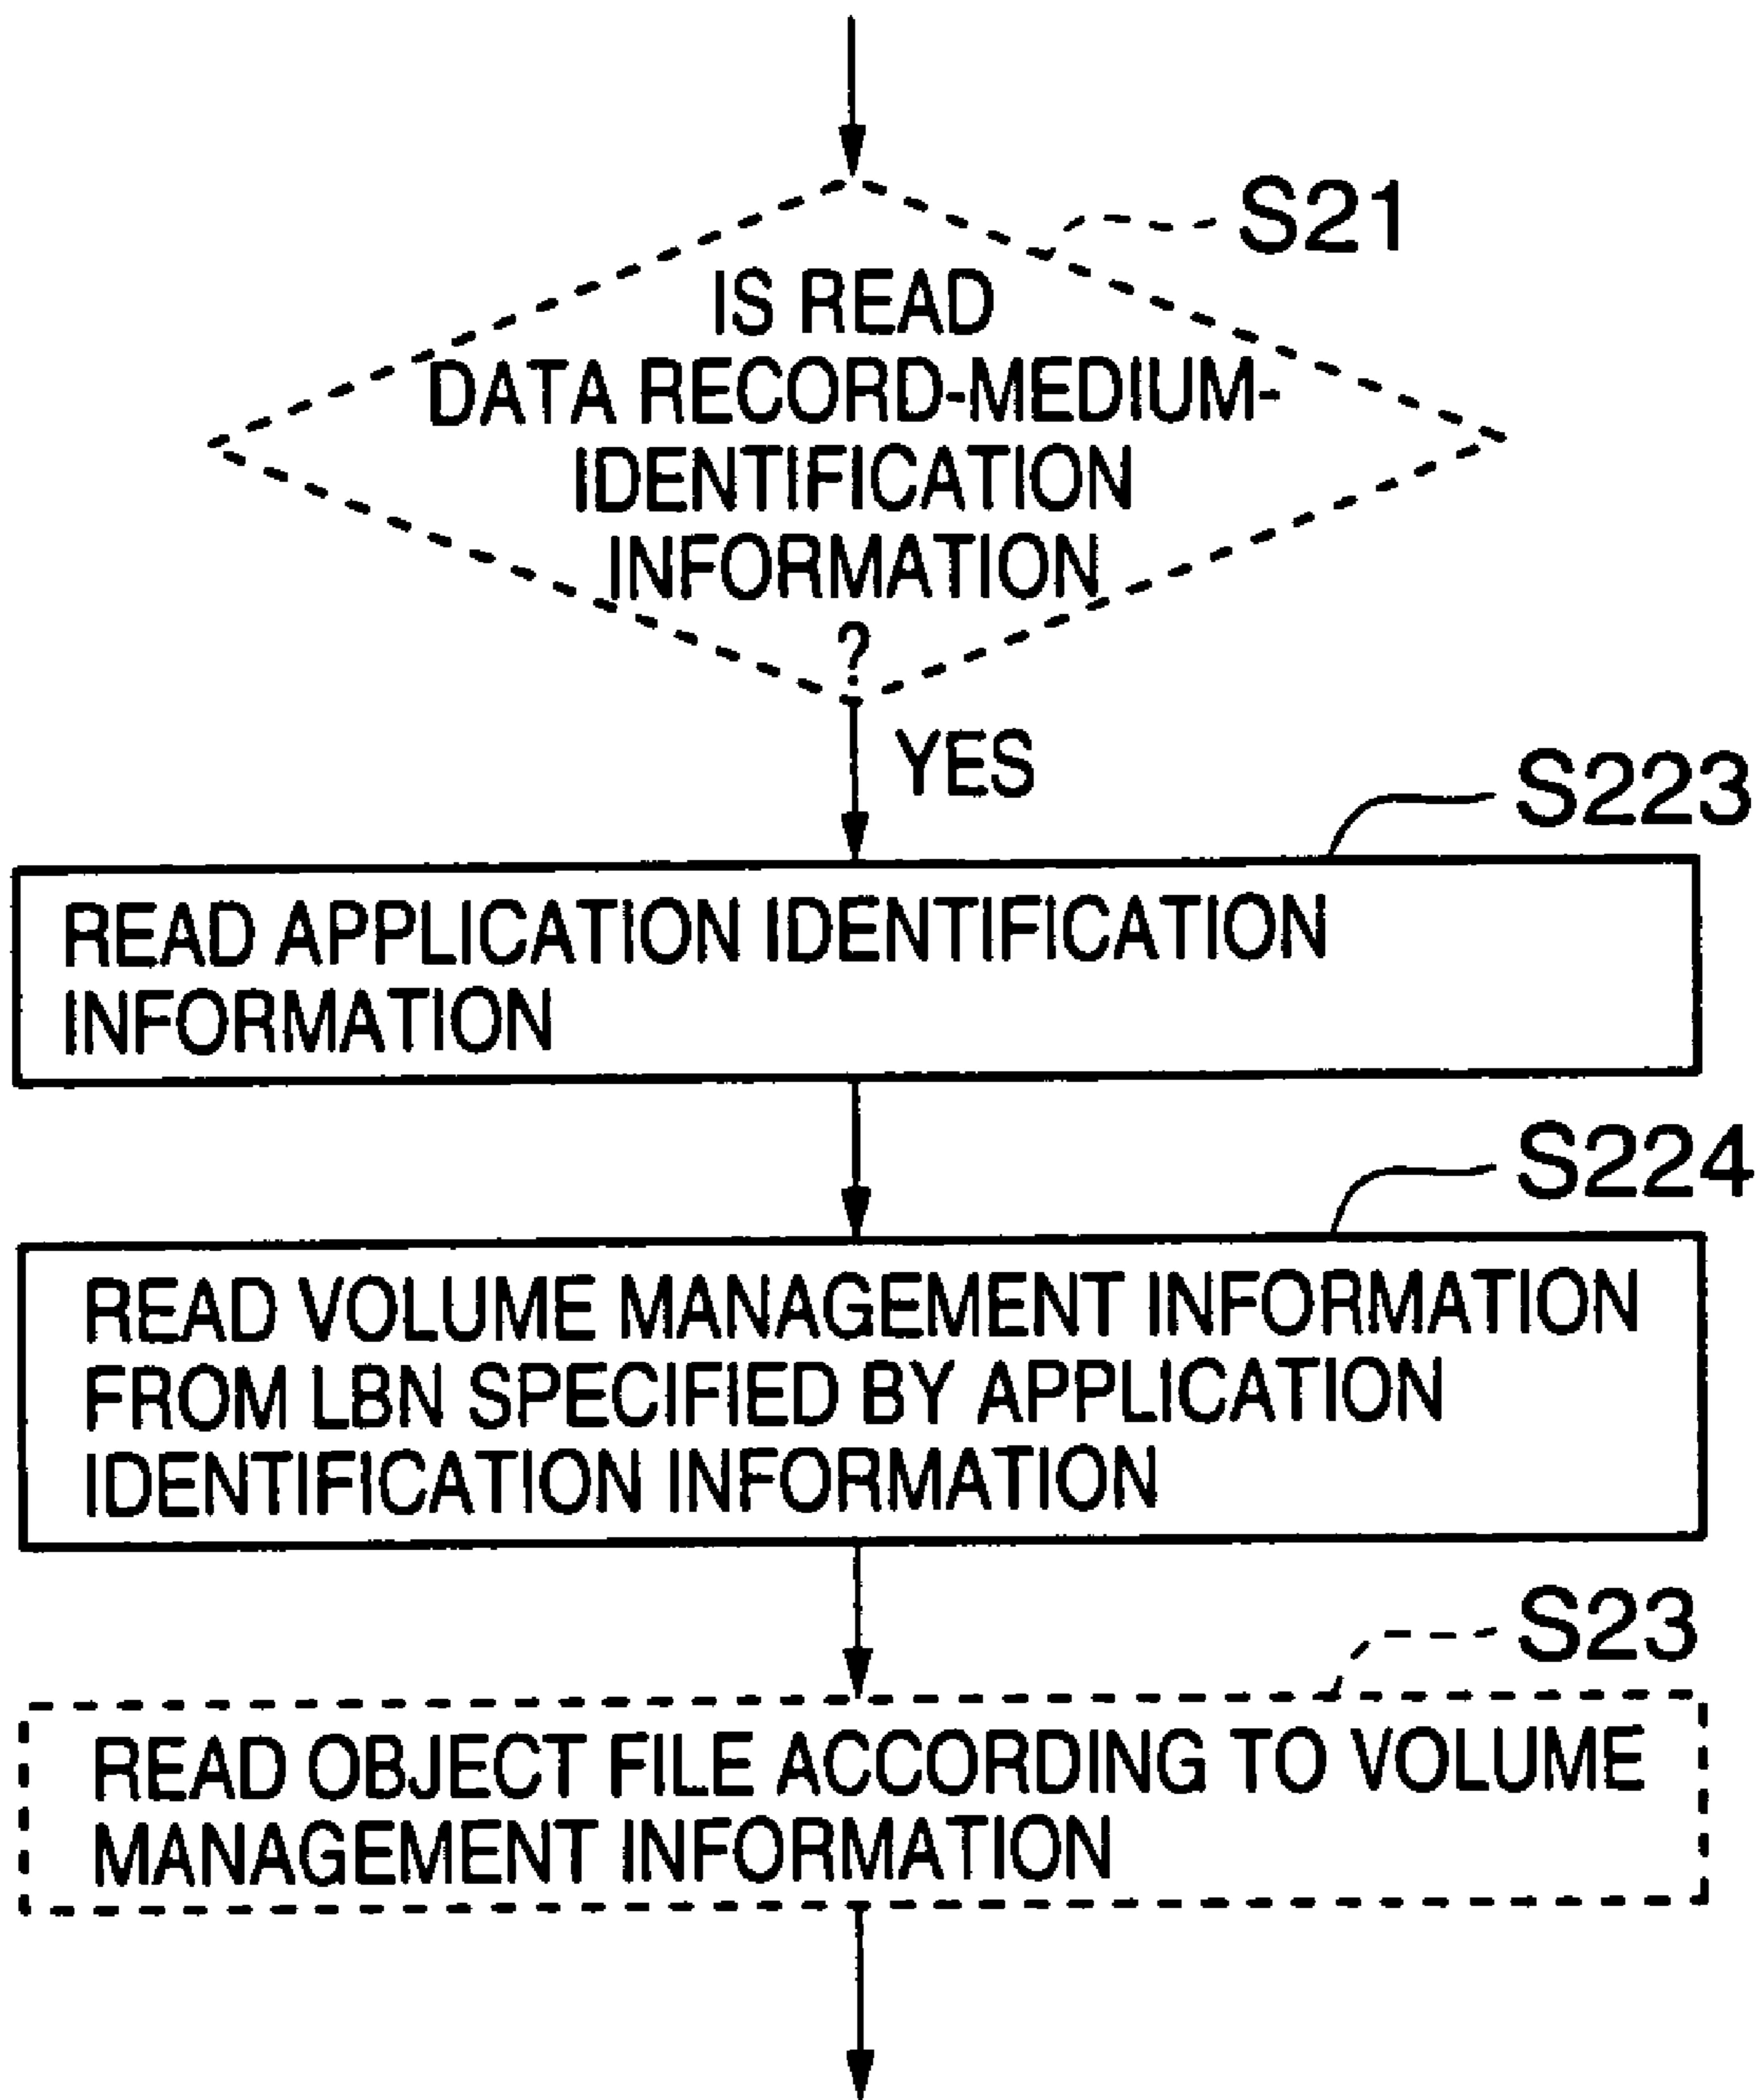 S21
IS READ
DATA RECORD-MEDIUM-
IDENTIFICATION
INFORMATION
?
YES
S223
READ APPLICATION IDENTIFICATION
INFORMATION
S224
READ VOLUME MANAGEMENT INFORMATION
FROM LBN SPECIFIED BY APPLICATION
IDENTIFICATION INFORMATION
S23
READ OBJECT FILE ACCORDING TO VOLUME
MANAGEMENT INFORMATION